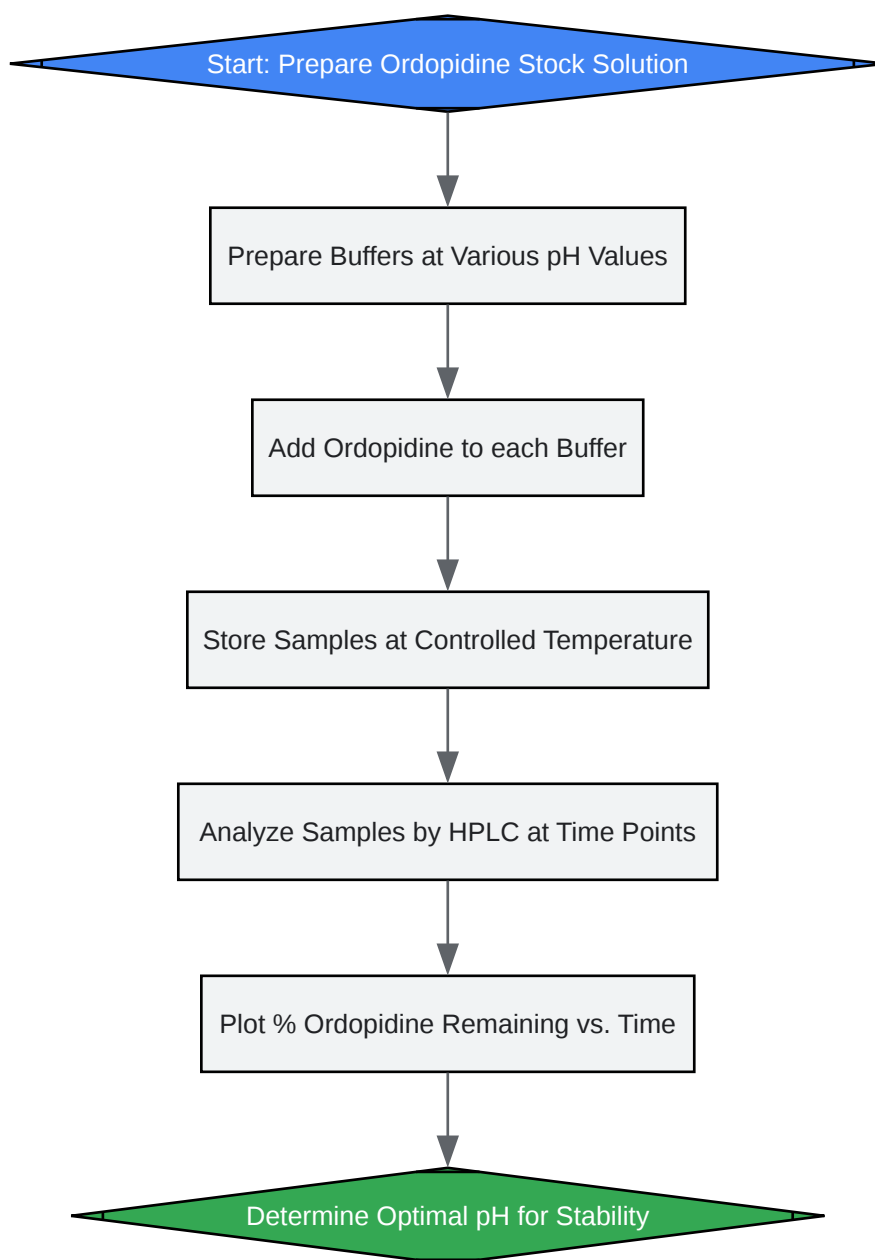 Start: Prepare Ordopidine Stock Solution
Prepare Buffers at Various pH Values
Add Ordopidine to each Buffer
Store Samples at Controlled Temperature
Analyze Samples by HPLC at Time Points
Plot % Ordopidine Remaining vs. Time
Determine Optimal pH for Stability